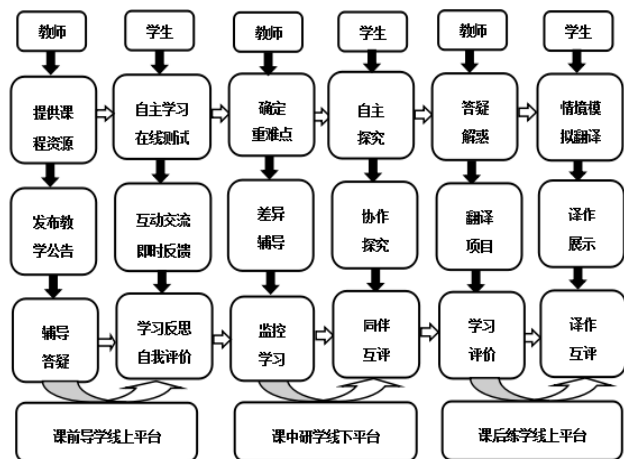 教师
学生
教师
学生
教师
学生
提供课
程资源
自主学习
在线测试
确定
重难点
自主
探究
答疑
解惑
情境模
拟翻译
发布教
学公告
互动交流
即时反馈
差异
辅导
协作
探究
翻译
项目
译作
展示
辅导
答疑
学习反思
自我评价
监控
学习
同伴
互评
学习
评价
译作
互评
课前导学线上平台
课中研学线下平台
课后练学线上平台